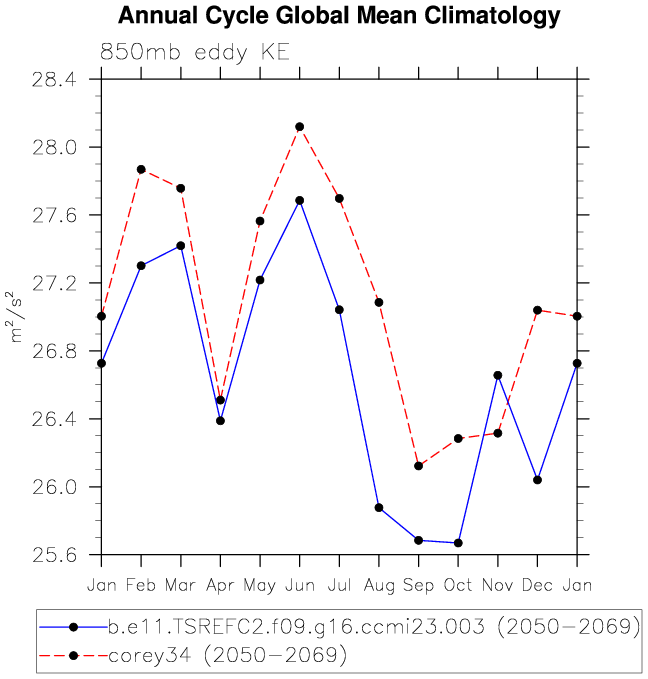 Annual Cycle Global Mean Climatology
850mb eddy KE
28.4
28.0
27.6
27.2
26.8
26.4
26.0
25.6
m²/s²
Jan Feb Mar Apr May Jun Jul Aug Sep Oct Nov Dec Jan
b.e11.TSREFC2.f09.g16.ccmi23.003 (2050-2069)
corey34 (2050-2069)